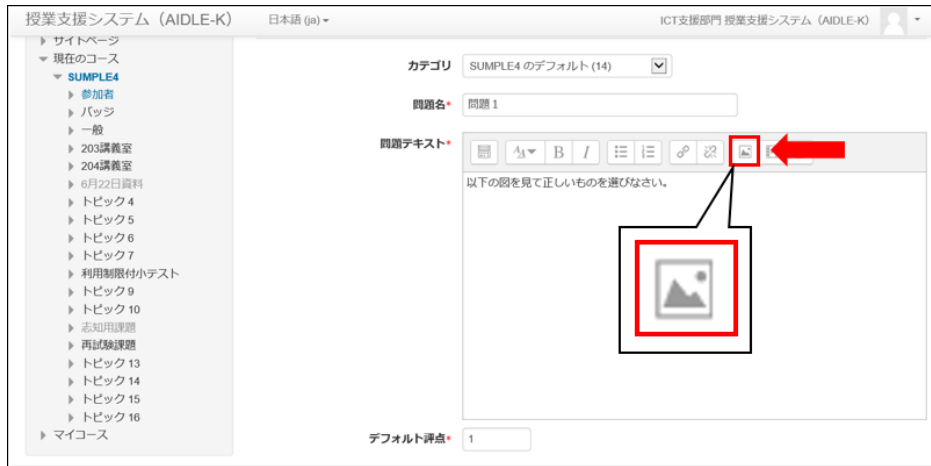 授業支援システム（AIDLE-K） 日本語 (ja) ICT支援部門 授業支援システム（AIDLE-K）
サイトページ
現在のコース
SUMPLE4
参加者
バッジ
一般
203講義室
204講義室
6月22日資料
トピック 4
トピック 5
トピック 6
トピック 7
利用制限付小テスト
トピック 9
トピック 10
志知用課題
再試験課題
トピック 13
トピック 14
トピック 15
トピック 16
マイコース
カテゴリ SUMPLE4 のデフォルト (14)
問題名* 問題 1
問題テキスト*
B I
以下の図を見て正しいものを選びなさい。
デフォルト評点* 1